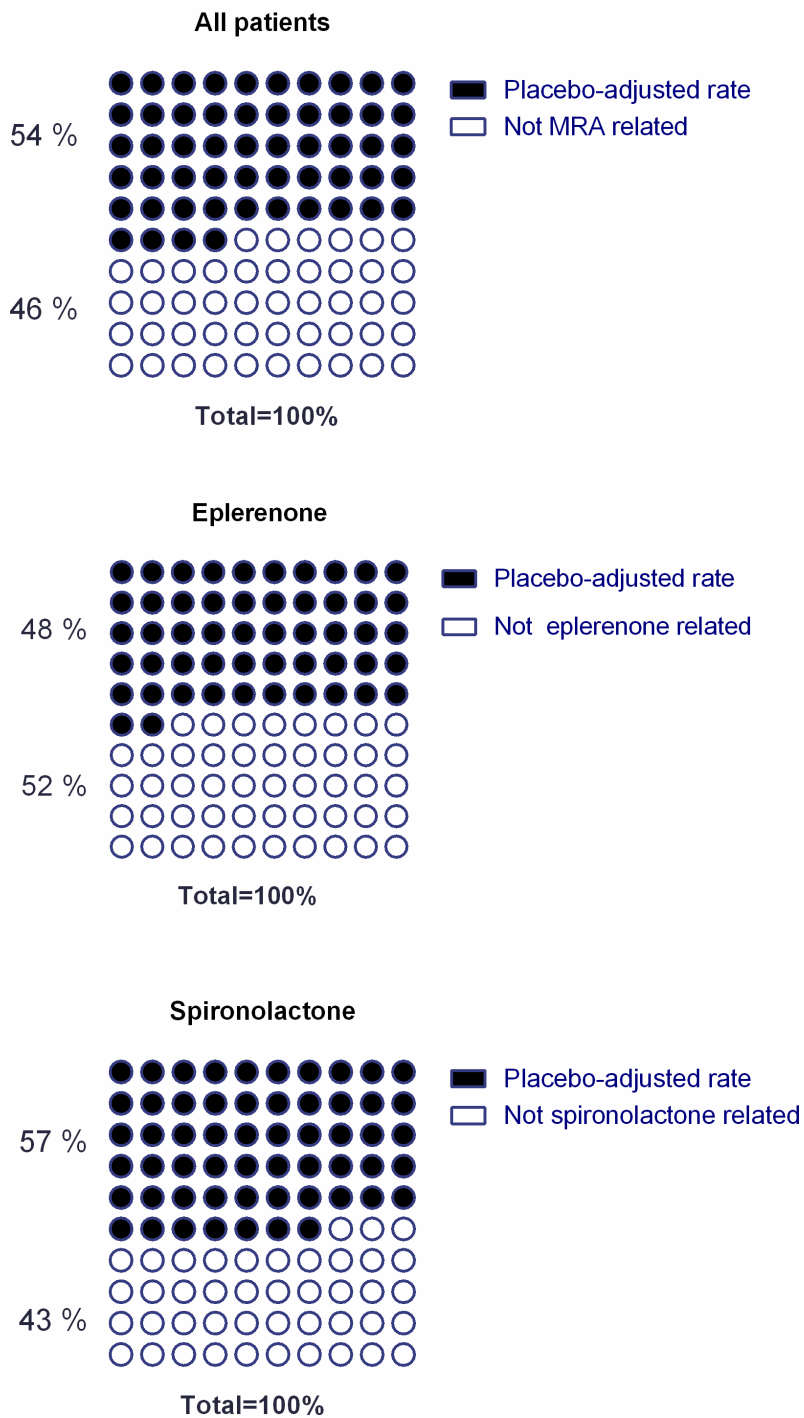 All patients
54 %
46 %
Placebo-adjusted rate
Not MRA related
Total=100%
Eplerenone
48 %
52 %
Placebo-adjusted rate
Not eplerenone related
Total=100%
Spironolactone
57 %
43 %
Placebo-adjusted rate
Not spironolactone related
Total=100%